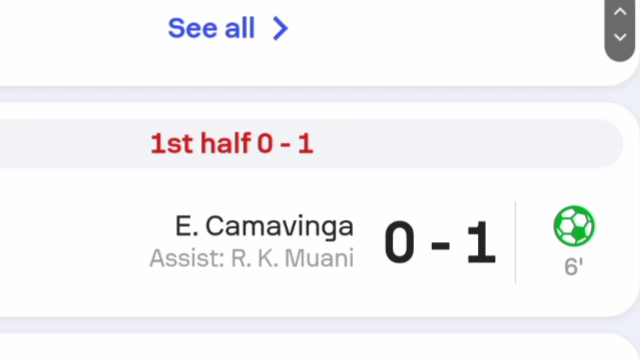 See all
1st half 0 - 1
E. Camavinga
Assist: R. K. Muani
0 - 1
6'